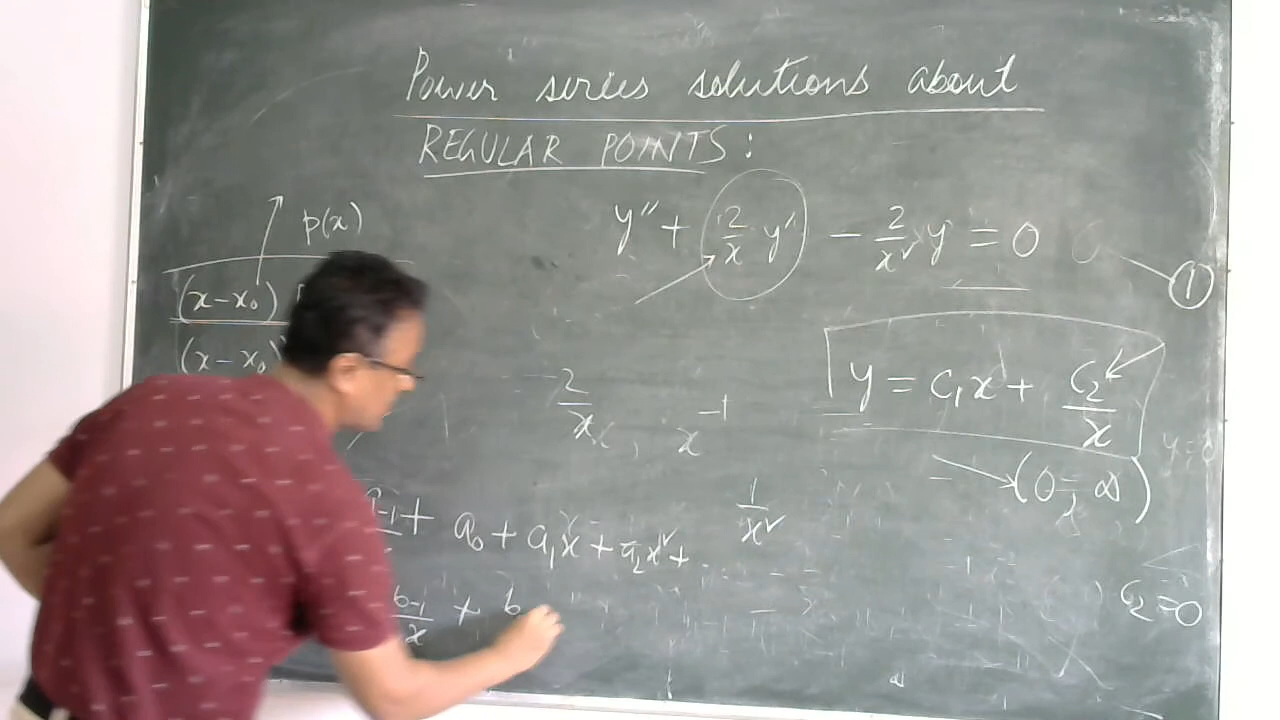 Power series solutions about
REGULAR POINTS:
p(x)
y'' + 2/x y' - 2/x² y = 0
1
(x-x₀)
(x-x₀)
y = c₁x + c₂/x
2/x , x⁻¹
(0, ∞)
1/x²
a₋₁ + a₀ + a₁x + a₂x² +
c₂=0
b₋₁/x + b